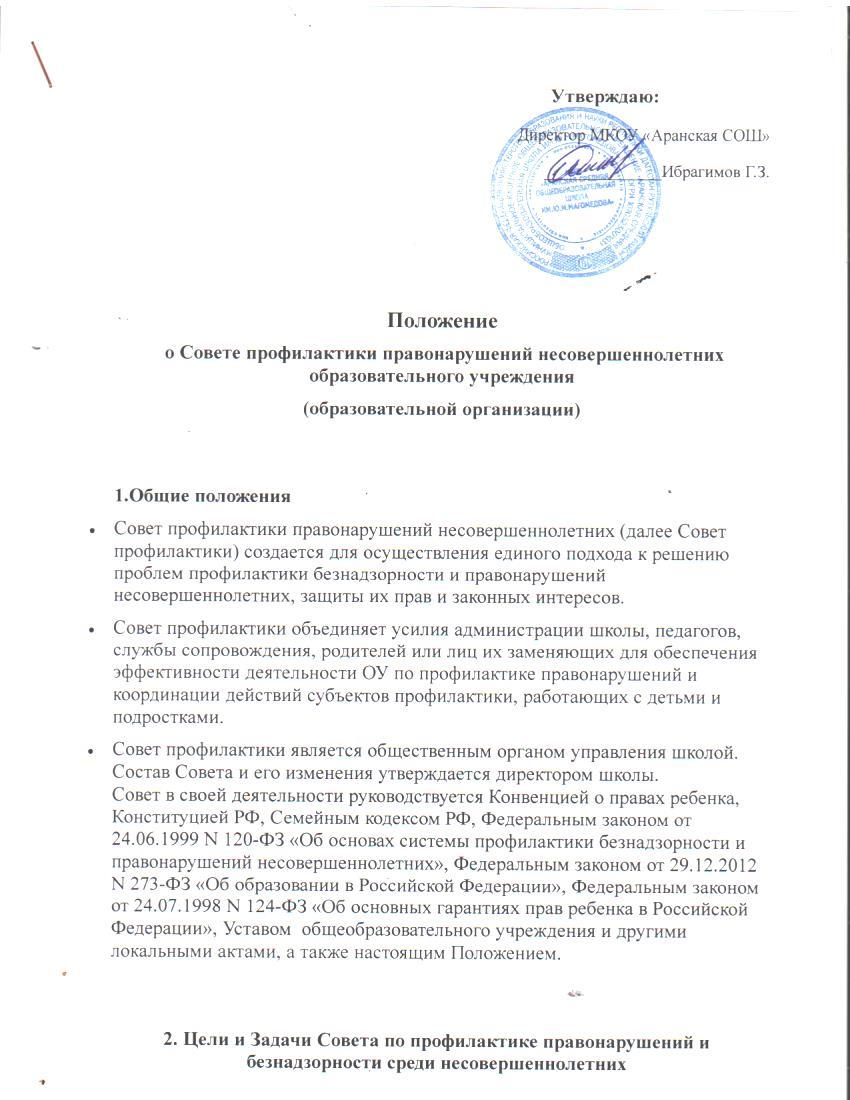 Утверждаю:
Директор МКОУ «Аранская СОШ»
Ибрагимов Г.З.
«АРАНСКАЯ СРЕДНЯЯ
ОБЩЕОБРАЗОВАТЕЛЬНАЯ
ШКОЛА
ИМ.Ю.М.МАГОМЕДОВА»
Положение
о Совете профилактики правонарушений несовершеннолетних
образовательного учреждения
(образовательной организации)
1.Общие положения
• Совет профилактики правонарушений несовершеннолетних (далее Совет
профилактики) создается для осуществления единого подхода к решению
проблем профилактики безнадзорности и правонарушений
несовершеннолетних, защиты их прав и законных интересов.
• Совет профилактики объединяет усилия администрации школы, педагогов,
службы сопровождения, родителей или лиц их заменяющих для обеспечения
эффективности деятельности ОУ по профилактике правонарушений и
координации действий субъектов профилактики, работающих с детьми и
подростками.
• Совет профилактики является общественным органом управления школой.
Состав Совета и его изменения утверждается директором школы.
Совет в своей деятельности руководствуется Конвенцией о правах ребенка,
Конституцией РФ, Семейным кодексом РФ, Федеральным законом от
24.06.1999 N 120-ФЗ «Об основах системы профилактики безнадзорности и
правонарушений несовершеннолетних», Федеральным законом от 29.12.2012
N 273-ФЗ «Об образовании в Российской Федерации», Федеральным законом
от 24.07.1998 N 124-ФЗ «Об основных гарантиях прав ребенка в Российской
Федерации», Уставом общеобразовательного учреждения и другими
локальными актами, а также настоящим Положением.
2. Цели и Задачи Совета по профилактике правонарушений и
безнадзорности среди несовершеннолетних